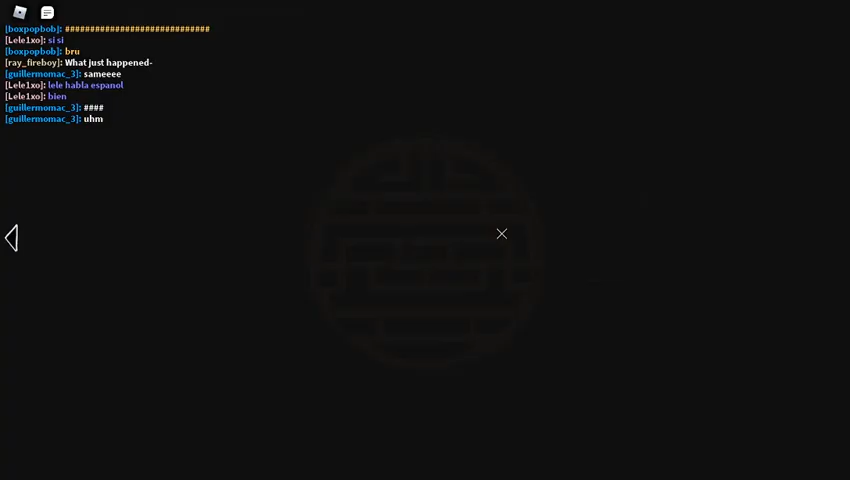 [boxpopbob]: #############################
[Lele1xo]: si si
[boxpopbob]: bru
[ray_fireboy]: What just happened-
[guillermomac_3]: sameeee
[Lele1xo]: lele habla espanol
[Lele1xo]: bien
[guillermomac_3]: ####
[guillermomac_3]: uhm